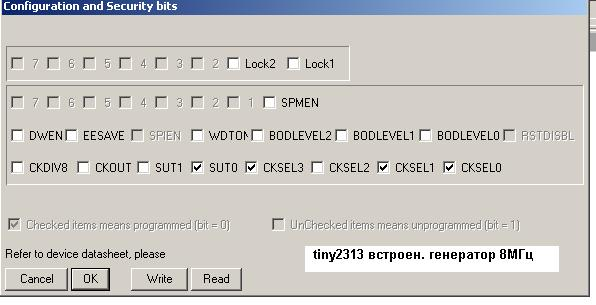 Configuration and Security bits
7 6 5 4 3 2 Lock2 Lock1
7 6 5 4 3 2 1 SPMEN
DWEN EESAVE SPIEN WDTON BODLEVEL2 BODLEVEL1 BODLEVEL0 RSTDISBL
CKDIV8 CKOUT SUT1 SUT0 CKSEL3 CKSEL2 CKSEL1 CKSEL0
Checked items means programmed (bit = 0) UnChecked items means unprogrammed (bit = 1)
Refer to device datasheet, please
tiny2313 встроен. генератор 8МГц
Cancel OK Write Read